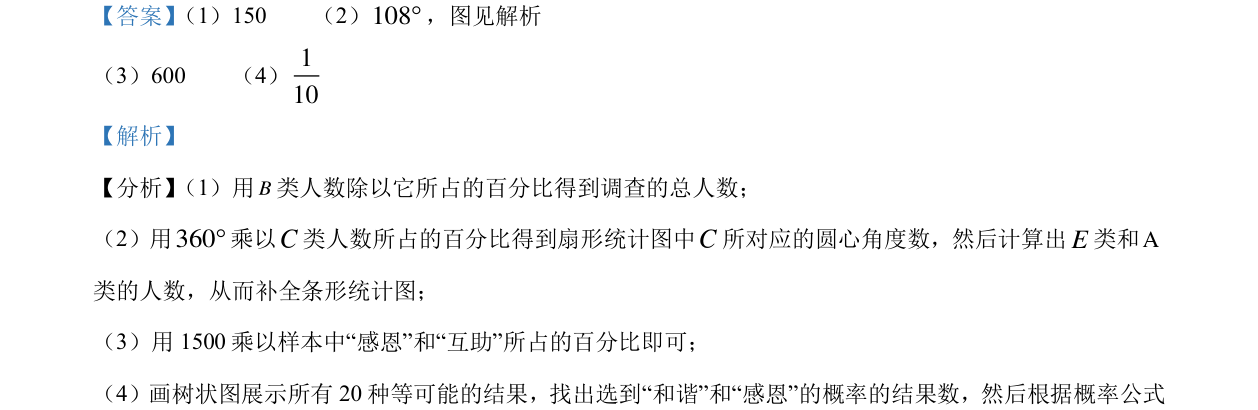 【答案】（1）150　　（2）108°，图见解析
（3）600　　（4）1/10
【解析】
【分析】（1）用 B 类人数除以它所占的百分比得到调查的总人数；
（2）用360°乘以C 类人数所占的百分比得到扇形统计图中C 所对应的圆心角度数，然后计算出 E 类和A
类的人数，从而补全条形统计图；
（3）用 1500 乘以样本中“感恩”和“互助”所占的百分比即可；
（4）画树状图展示所有 20 种等可能的结果，找出选到“和谐”和“感恩”的概率的结果数，然后根据概率公式